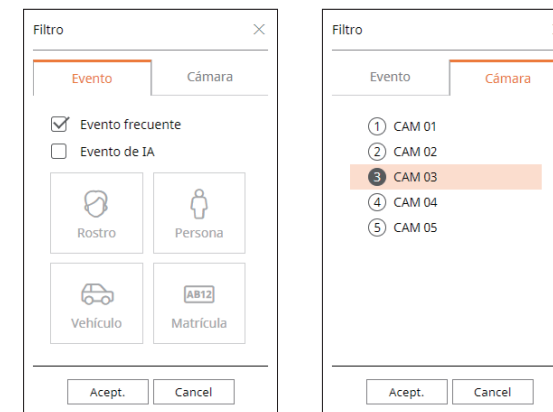 Filtro
Evento Cámara
Evento frecuente
Evento de IA
Rostro Persona
AB12
Vehículo Matrícula
Acept. Cancel
Filtro
Evento Cámara
1 CAM 01
2 CAM 02
3 CAM 03
4 CAM 04
5 CAM 05
Acept. Cancel